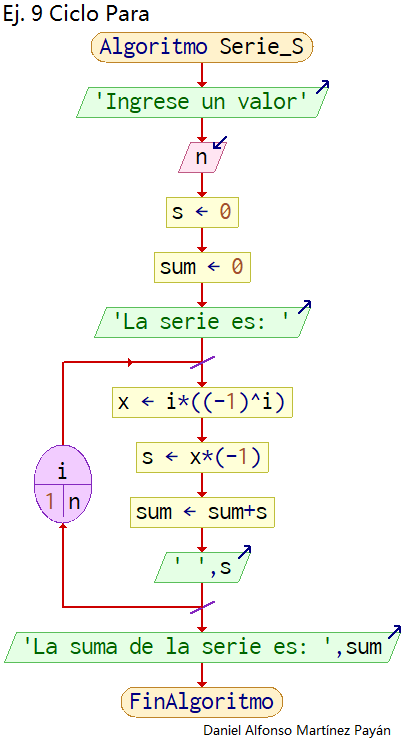 Ej. 9 Ciclo Para
Algoritmo Serie_S
'Ingrese un valor'
n
s ← 0
sum ← 0
'La serie es: '
x ← i*((-1)^i)
s ← x*(-1)
i
1 n
sum ← sum+s
' ',s
'La suma de la serie es: ',sum
FinAlgoritmo
Daniel Alfonso Martínez Payán